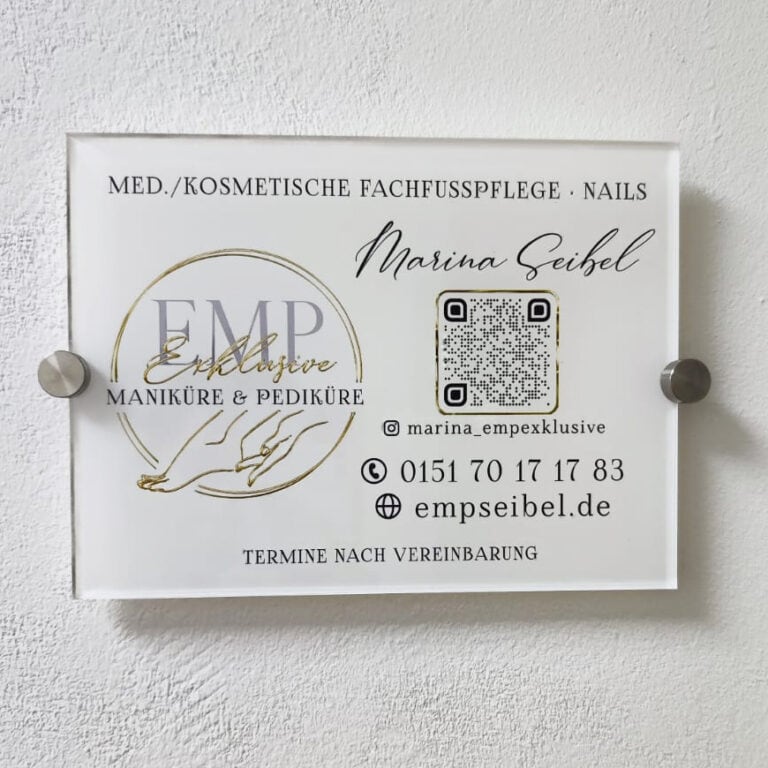 MED./KOSMETISCHE FACHFUSSPFLEGE · NAILS
Marina Seibel
EMP
Exklusive
MANIKÜRE & PEDIKÜRE
marina_empexklusive
0151 70 17 17 83
empseibel.de
TERMINE NACH VEREINBARUNG